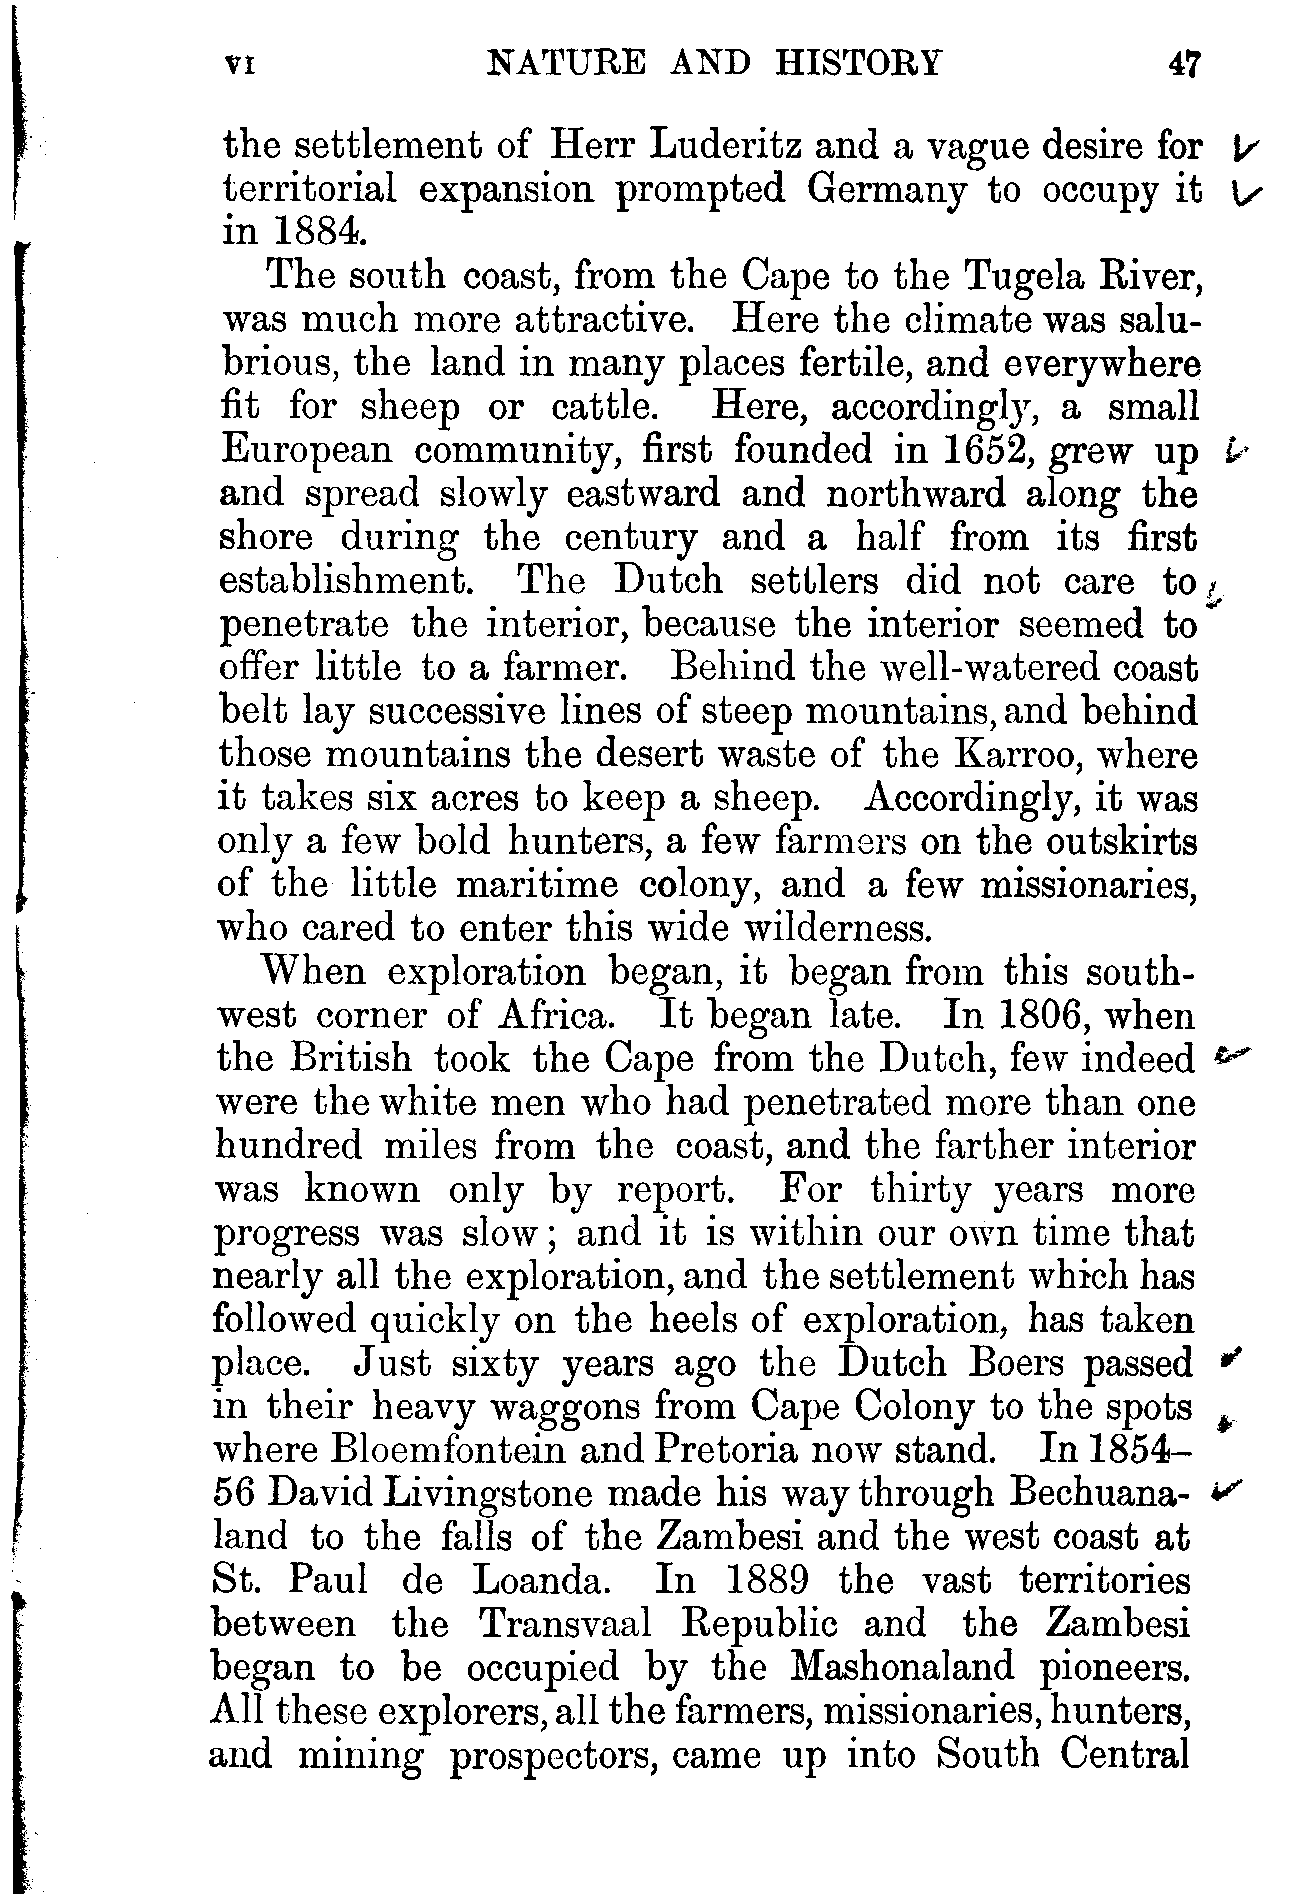 VI NATURE AND HISTORY 47
the settlement of Herr Luderitz and a vague desire for
territorial expansion prompted Germany to occupy it
in 1884.
The south coast, from the Cape to the Tugela River,
was much more attractive. Here the climate was salu-
brious, the land in many places fertile, and everywhere
fit for sheep or cattle. Here, accordingly, a small
European community, first founded in 1652, grew up
and spread slowly eastward and northward along the
shore during the century and a half from its first
establishment. The Dutch settlers did not care to
penetrate the interior, because the interior seemed to
offer little to a farmer. Behind the well-watered coast
belt lay successive lines of steep mountains, and behind
those mountains the desert waste of the Karroo, where
it takes six acres to keep a sheep. Accordingly, it was
only a few bold hunters, a few farmers on the outskirts
of the little maritime colony, and a few missionaries,
who cared to enter this wide wilderness.
When exploration began, it began from this south-
west corner of Africa. It began late. In 1806, when
the British took the Cape from the Dutch, few indeed
were the white men who had penetrated more than one
hundred miles from the coast, and the farther interior
was known only by report. For thirty years more
progress was slow; and it is within our own time that
nearly all the exploration, and the settlement which has
followed quickly on the heels of exploration, has taken
place. Just sixty years ago the Dutch Boers passed
in their heavy waggons from Cape Colony to the spots
where Bloemfontein and Pretoria now stand. In 1854–
56 David Livingstone made his way through Bechuana-
land to the falls of the Zambesi and the west coast at
St. Paul de Loanda. In 1889 the vast territories
between the Transvaal Republic and the Zambesi
began to be occupied by the Mashonaland pioneers.
All these explorers, all the farmers, missionaries, hunters,
and mining prospectors, came up into South Central